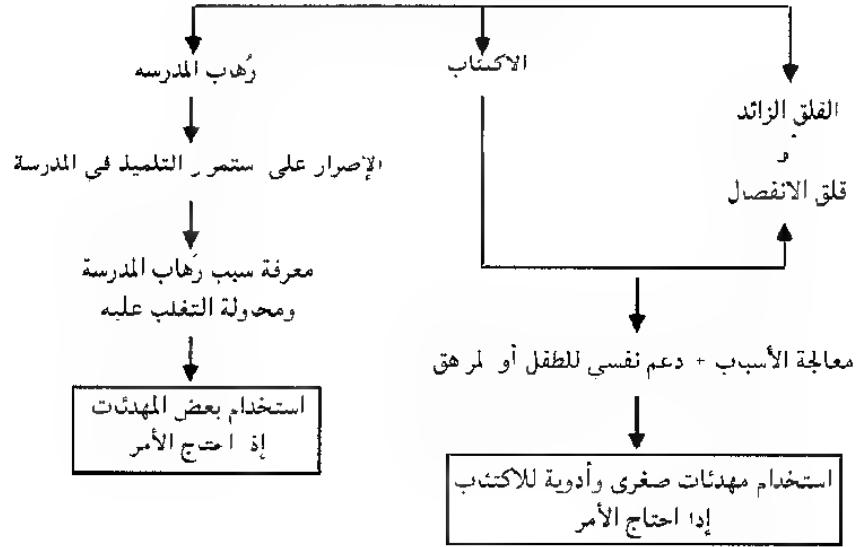 رُهاب المدرسه
الاكتئاب
القلق الزائد
أو
قلق الانفصال
الإصرار على استمرار التلميذ في المدرسة
معرفة سبب رُهاب المدرسة
ومحاولة التغلب عليه
معالجة الأسباب + دعم نفسي للطفل أو المراهق
استخدام بعض المهدئات
إذا احتاج الأمر
استخدام مهدئات صغرى وأدوية للاكتئاب
إذا احتاج الأمر